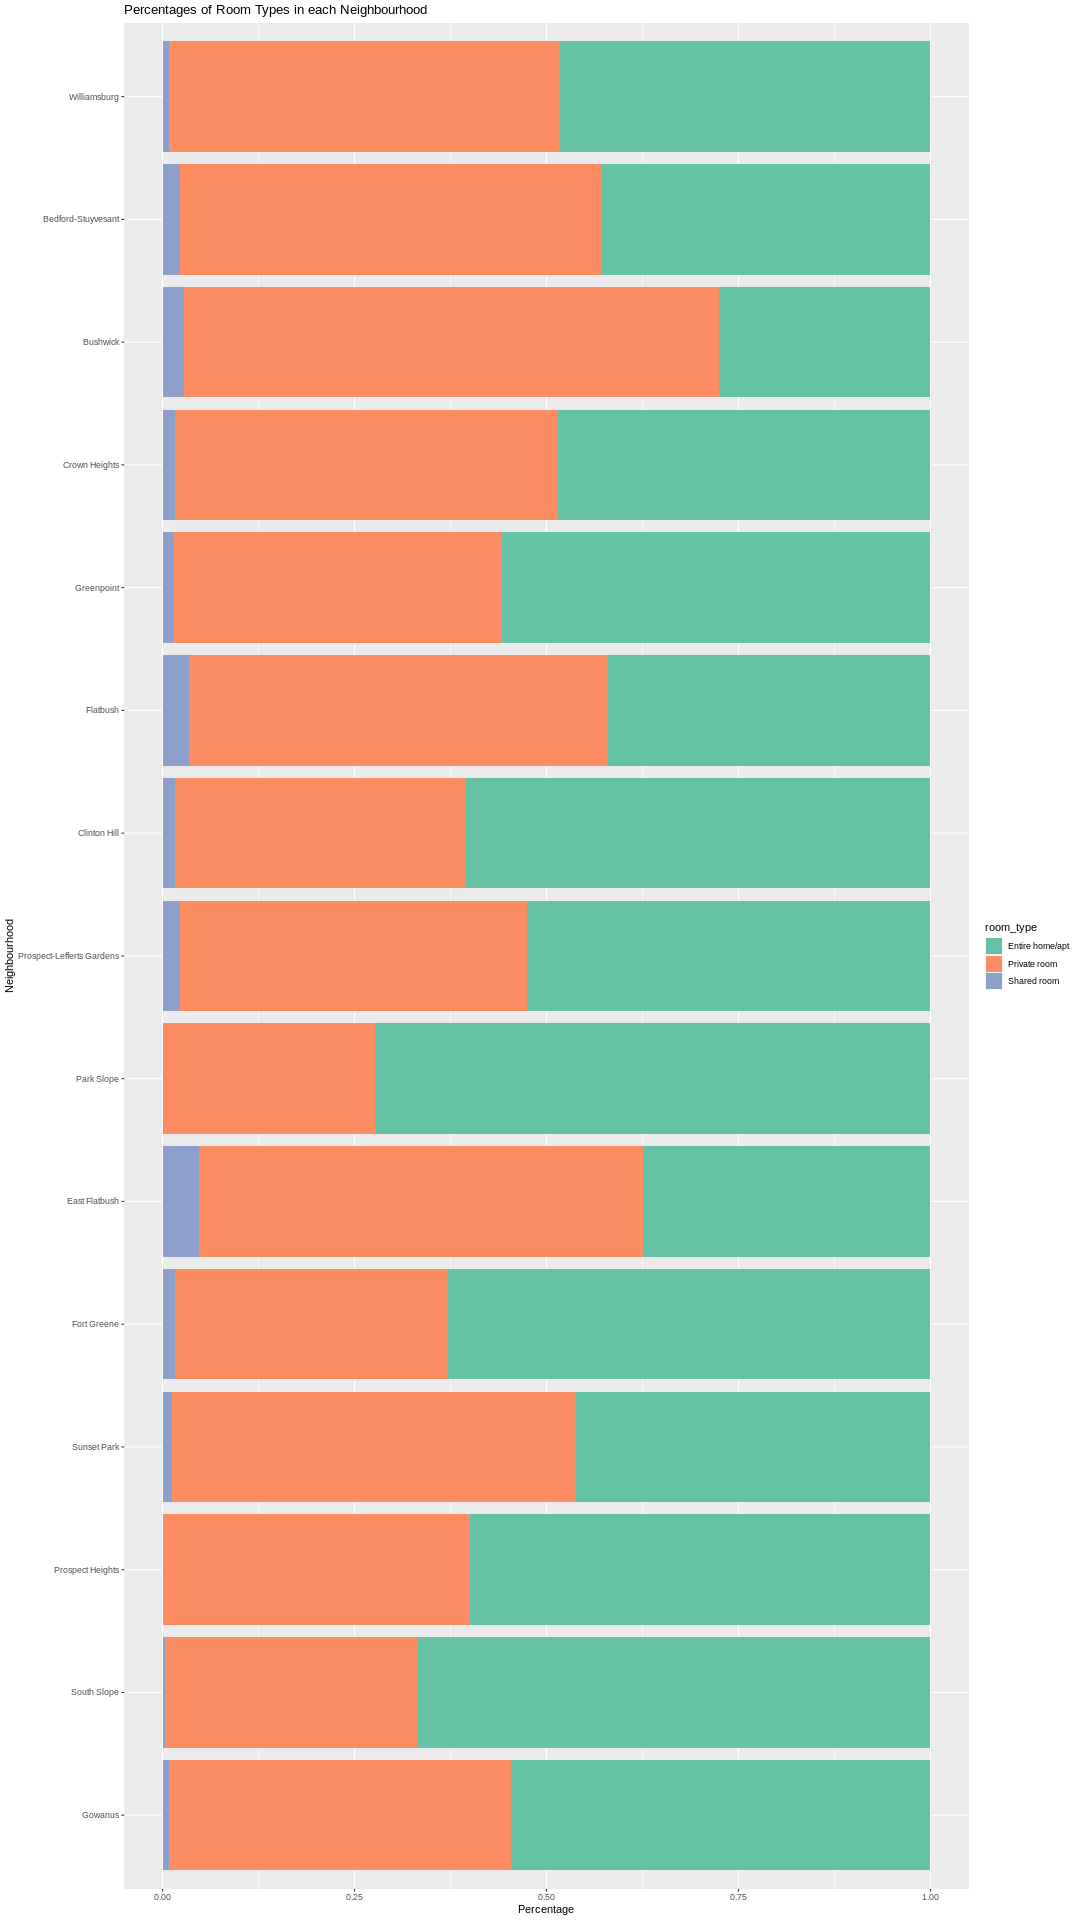 Percentages of Room Types in each Neighbourhood
Williamsburg
Bedford-Stuyvesant
Bushwick
Crown Heights
Greenpoint
Flatbush
Clinton Hill
Prospect-Lefferts Gardens
Park Slope
East Flatbush
Fort Greene
Sunset Park
Prospect Heights
South Slope
Gowanus
Neighbourhood
0.00 0.25 0.50 0.75 1.00
Percentage
room_type
Entire home/apt
Private room
Shared room